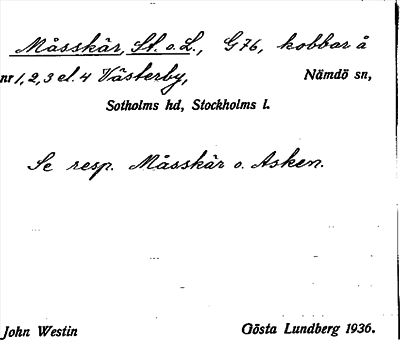 Måsskär, St. o. L., G76, kobbar å
nr 1, 2, 3 el. 4 Västerby, Nämdö sn,
Sotholms hd, Stockholms l.
Se resp. Måsskär o. Asken.
John Westin Gösta Lundberg 1936.